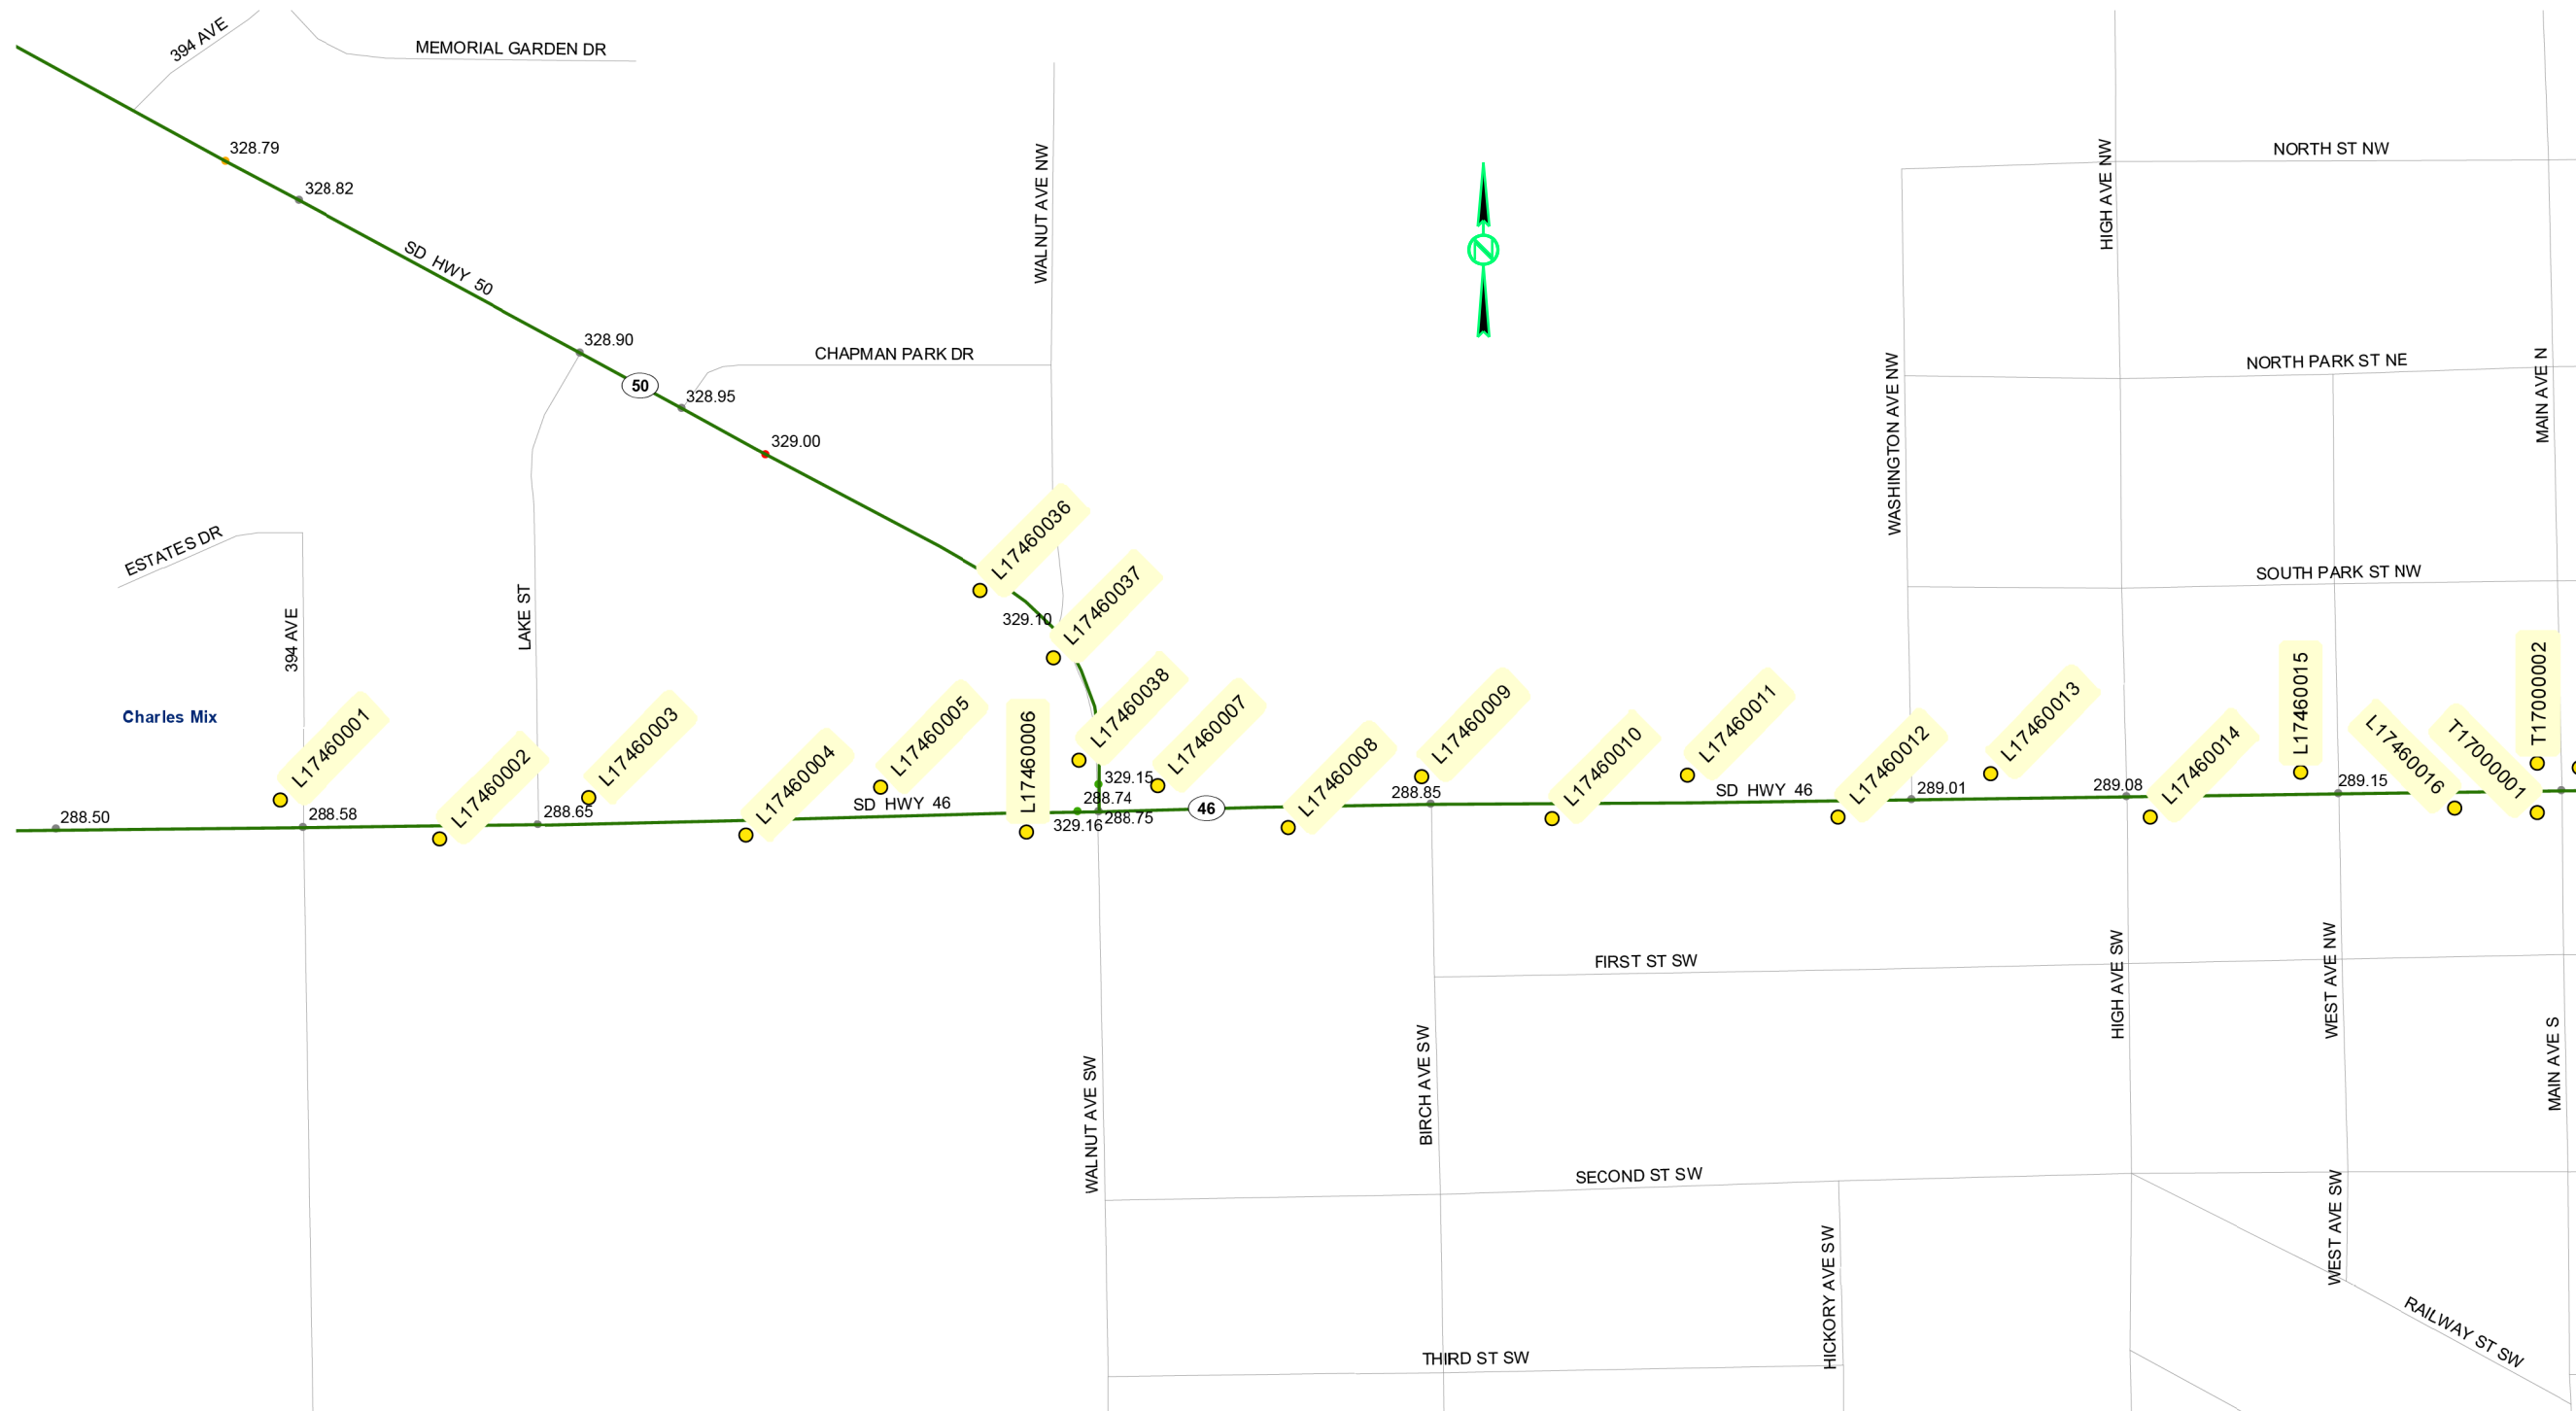 394 AVE
MEMORIAL GARDEN DR
328.79
328.82
SD HWY 50
WALNUT AVE NW
HIGH AVE NW
NORTH ST NW
328.90
50
328.95
CHAPMAN PARK DR
329.00
WASHINGTON AVE NW
NORTH PARK ST NE
MAIN AVE N
ESTATES DR
394 AVE
LAKE ST
L17460036
329.10
L17460037
SOUTH PARK ST NW
Charles Mix
L17460001
L17460002
L17460003
L17460004
L17460005
L17460006
L17460038
L17460007
L17460008
L17460009
L17460010
L17460011
L17460012
L17460013
L17460014
L17460015
L17460016
T17000001
T17000002
288.50
288.58
288.65
SD HWY 46
329.15
288.74
329.16
288.75
46
288.85
SD HWY 46
289.01
289.08
289.15
FIRST ST SW
HIGH AVE SW
WEST AVE NW
MAIN AVE S
WALNUT AVE SW
BIRCH AVE SW
SECOND ST SW
HICKORY AVE SW
WEST AVE SW
RAILWAY ST SW
THIRD ST SW